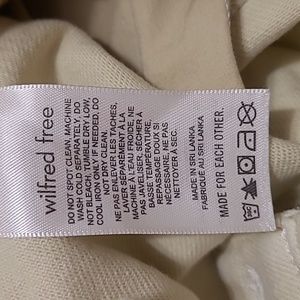 wilfred free
DO NOT SPOT CLEAN. MACHINE
WASH COLD SEPARATELY. DO
NOT BLEACH. TUMBLE DRY LOW.
COOL IRON ONLY IF NEEDED. DO
NOT DRY CLEAN.
NE PAS ENLEVER LES TACHES.
LAVER SÉPARÉMENT À LA
MACHINE À L'EAU FROIDE. NE
PAS JAVELISER. SÉCHER À
BASSE TEMPÉRATURE.
REPASSAGE DOUX SI
NÉCESSAIRE. NE PAS
NETTOYER À SEC.
MADE IN SRI LANKA
FABRIQUÉ AU SRI LANKA
MADE FOR EACH OTHER.